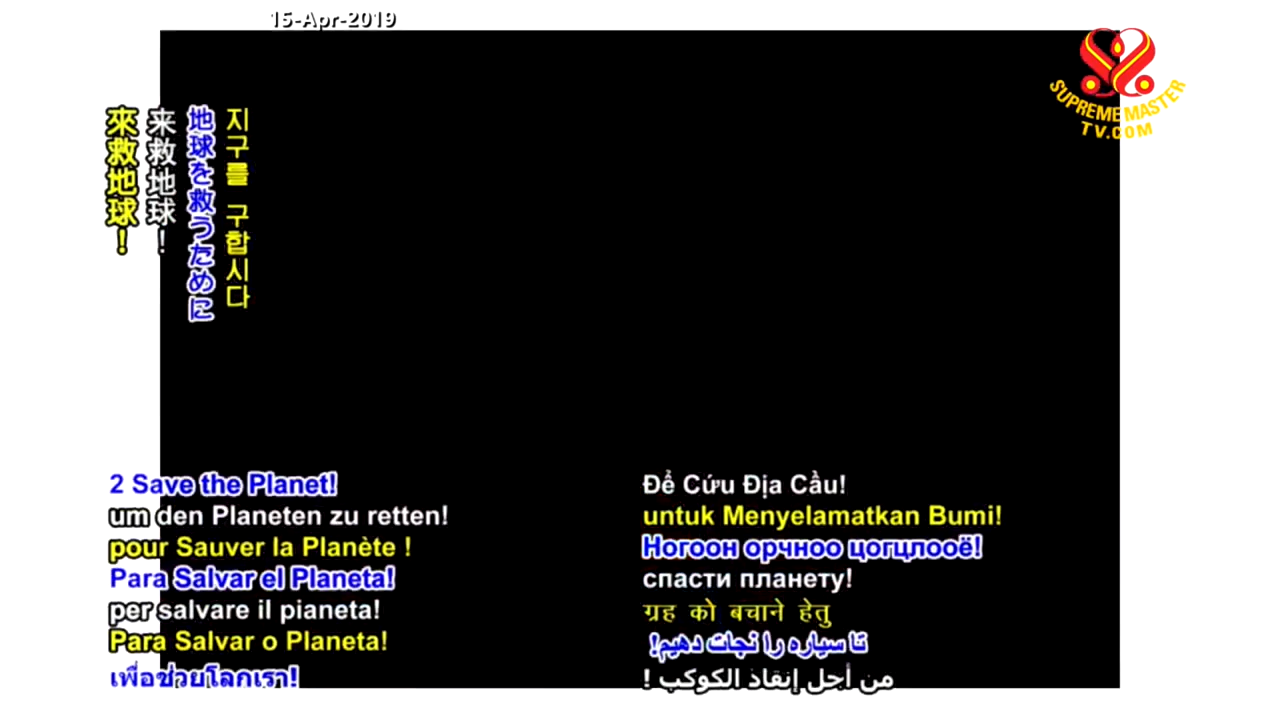 15-Apr-2019
SUPREME MASTER
TV.COM
來救地球！
来救地球！
地球を救うために
지구를 구합시다
2 Save the Planet!
um den Planeten zu retten!
pour Sauver la Planète !
Para Salvar el Planeta!
per salvare il pianeta!
Para Salvar o Planeta!
เพื่อช่วยโลกเรา!
Để Cứu Địa Cầu!
untuk Menyelamatkan Bumi!
Ногоон орчноо цогцлооё!
спасти планету!
ग्रह को बचाने हेतु
تا سیاره را نجات دهیم!
من أجل إنقاذ الكوكب !